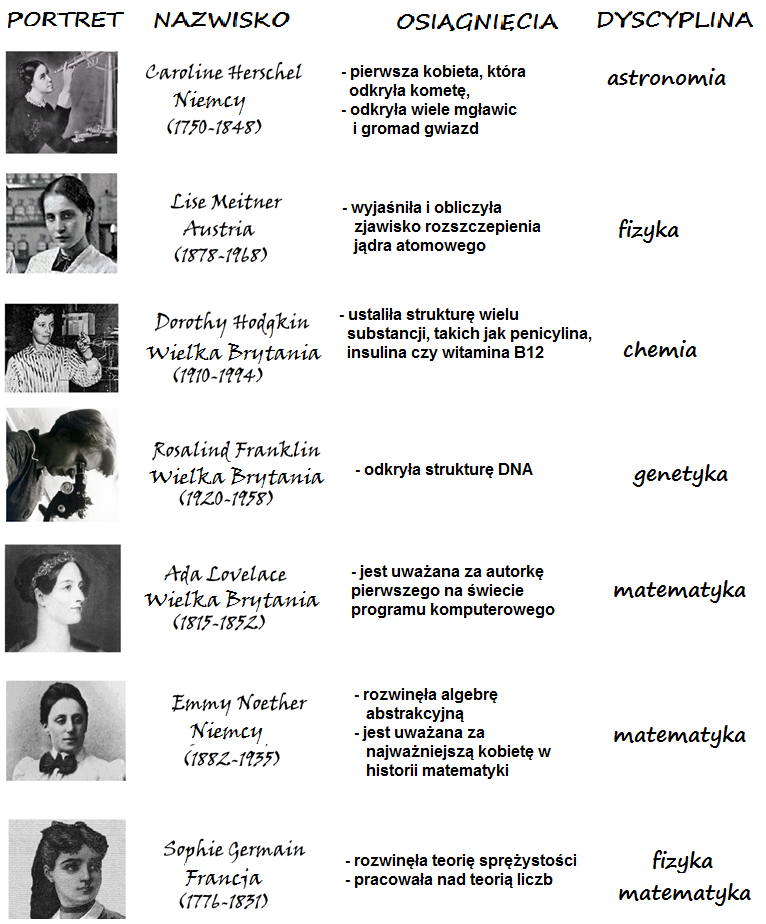 PORTRET NAZWISKO OSIĄGNIĘCIA DYSCYPLINA
Caroline Herschel
Niemcy
(1750-1848)
- pierwsza kobieta, która
odkryła kometę,
- odkryła wiele mgławic
i gromad gwiazd
astronomia
Lise Meitner
Austria
(1878-1968)
- wyjaśniła i obliczyła
zjawisko rozszczepienia
jądra atomowego
fizyka
Dorothy Hodgkin
Wielka Brytania
(1910-1994)
- ustaliła strukturę wielu
substancji, takich jak penicylina,
insulina czy witamina B12
chemia
Rosalind Franklin
Wielka Brytania
(1920-1958)
- odkryła strukturę DNA
genetyka
Ada Lovelace
Wielka Brytania
(1815-1852)
- jest uważana za autorkę
pierwszego na świecie
programu komputerowego
matematyka
Emmy Noether
Niemcy
(1882-1935)
- rozwinęła algebrę
abstrakcyjną
- jest uważana za
najważniejszą kobietę w
historii matematyki
matematyka
Sophie Germain
Francja
(1776-1831)
- rozwinęła teorię sprężystości
- pracowała nad teorią liczb
fizyka
matematyka